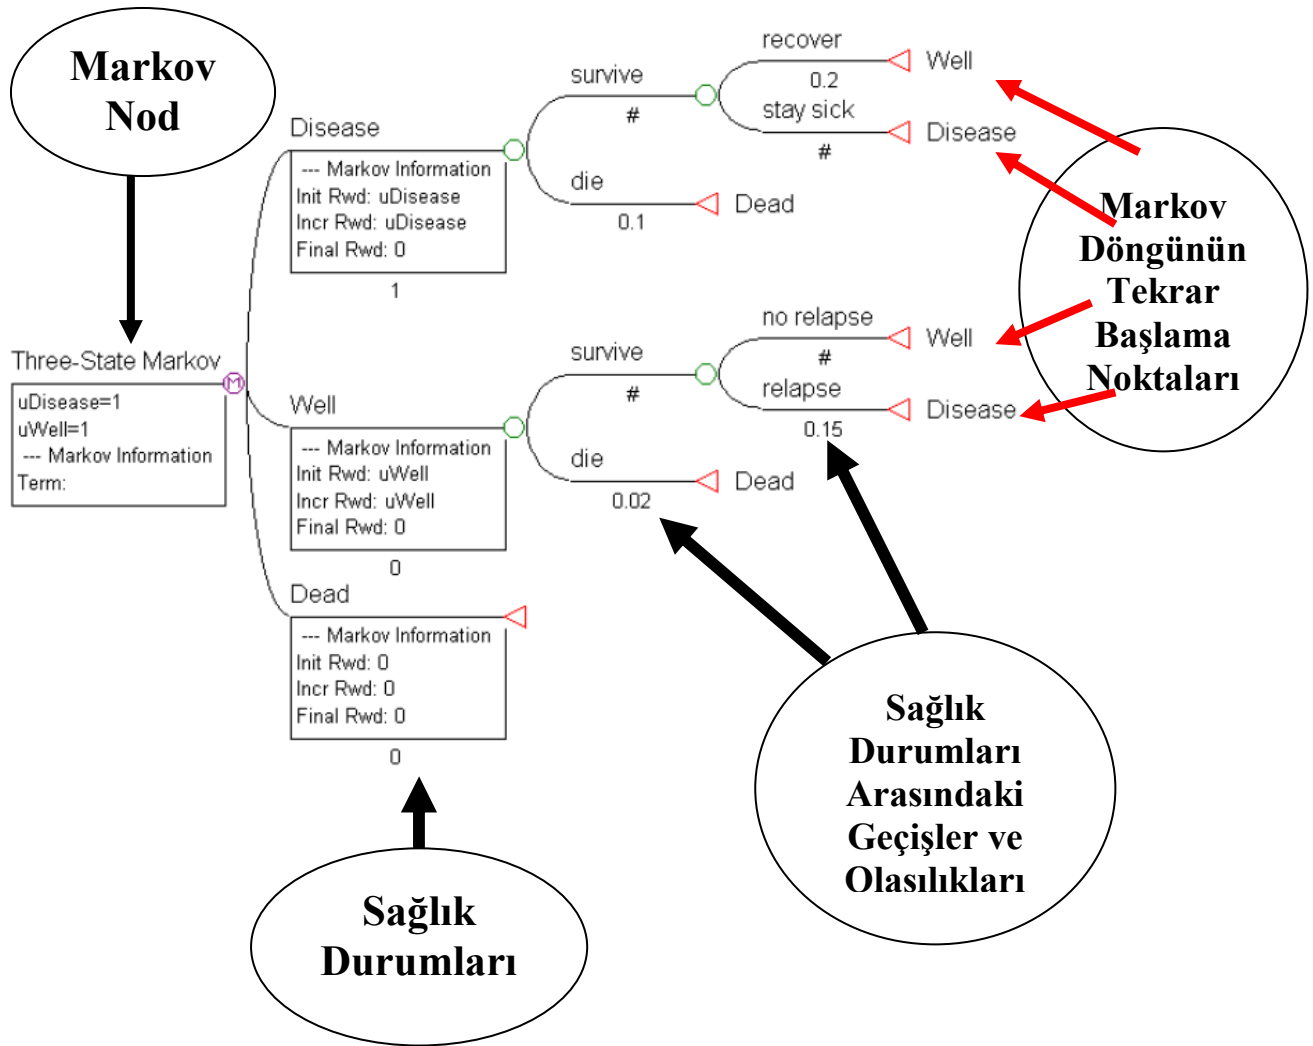 Markov
Nod
Three-State Markov
uDisease=1
uWell=1
--- Markov Information
Term:
Disease
--- Markov Information
Init Rwd: uDisease
Incr Rwd: uDisease
Final Rwd: 0
1
survive
#
recover
0.2
Well
stay sick
#
Disease
die
0.1
Dead
Well
--- Markov Information
Init Rwd: uWell
Incr Rwd: uWell
Final Rwd: 0
0
survive
#
no relapse
#
Well
relapse
0.15
Disease
die
0.02
Dead
Dead
--- Markov Information
Init Rwd: 0
Incr Rwd: 0
Final Rwd: 0
0
Markov
Döngünün
Tekrar
Başlama
Noktaları
Sağlık
Durumları
Arasındaki
Geçişler ve
Olasılıkları
Sağlık
Durumları